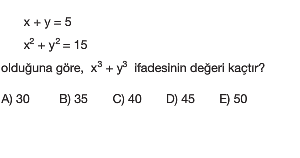 x + y = 5
x² + y² = 15
olduğuna göre, x³ + y³ ifadesinin değeri kaçtır?
A) 30 B) 35 C) 40 D) 45 E) 50